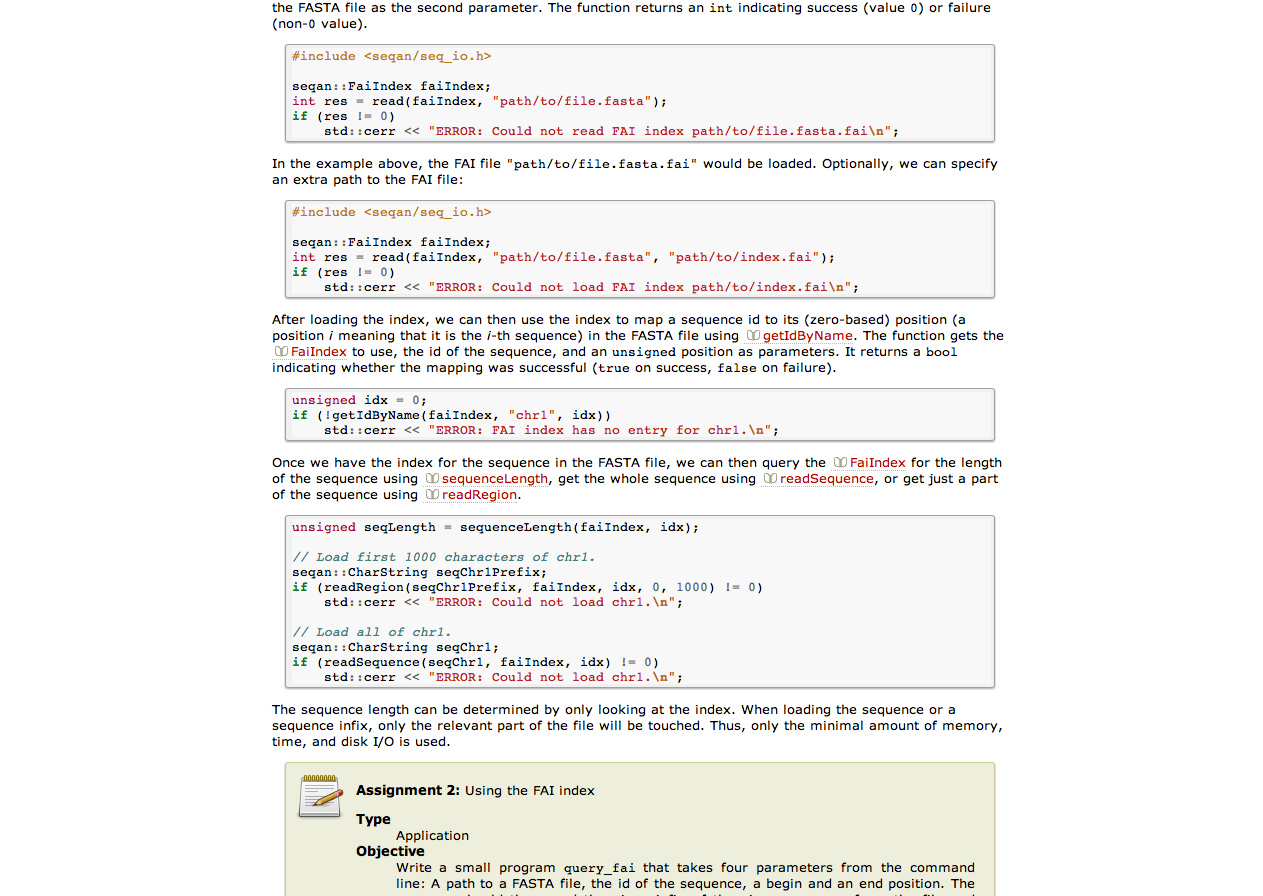 the FASTA file as the second parameter. The function returns an int indicating success (value 0) or failure
(non-0 value).
#include <seqan/seq_io.h>
seqan::FaiIndex faiIndex;
int res = read(faiIndex, "path/to/file.fasta");
if (res != 0)
    std::cerr << "ERROR: Could not read FAI index path/to/file.fasta.fai\n";
In the example above, the FAI file "path/to/file.fasta.fai" would be loaded. Optionally, we can specify
an extra path to the FAI file:
#include <seqan/seq_io.h>
seqan::FaiIndex faiIndex;
int res = read(faiIndex, "path/to/file.fasta", "path/to/index.fai");
if (res != 0)
    std::cerr << "ERROR: Could not load FAI index path/to/index.fai\n";
After loading the index, we can then use the index to map a sequence id to its (zero-based) position (a
position i meaning that it is the i-th sequence) in the FASTA file using getIdByName. The function gets the
FaiIndex to use, the id of the sequence, and an unsigned position as parameters. It returns a bool
indicating whether the mapping was successful (true on success, false on failure).
unsigned idx = 0;
if (!getIdByName(faiIndex, "chr1", idx))
    std::cerr << "ERROR: FAI index has no entry for chr1.\n";
Once we have the index for the sequence in the FASTA file, we can then query the FaiIndex for the length
of the sequence using sequenceLength, get the whole sequence using readSequence, or get just a part
of the sequence using readRegion.
unsigned seqLength = sequenceLength(faiIndex, idx);
// Load first 1000 characters of chr1.
seqan::CharString seqChr1Prefix;
if (readRegion(seqChr1Prefix, faiIndex, idx, 0, 1000) != 0)
    std::cerr << "ERROR: Could not load chr1.\n";
// Load all of chr1.
seqan::CharString seqChr1;
if (readSequence(seqChr1, faiIndex, idx) != 0)
    std::cerr << "ERROR: Could not load chr1.\n";
The sequence length can be determined by only looking at the index. When loading the sequence or a
sequence infix, only the relevant part of the file will be touched. Thus, only the minimal amount of memory,
time, and disk I/O is used.
Assignment 2: Using the FAI index
Type
Application
Objective
Write a small program query_fai that takes four parameters from the command
line: A path to a FASTA file, the id of the sequence, a begin and an end position. The